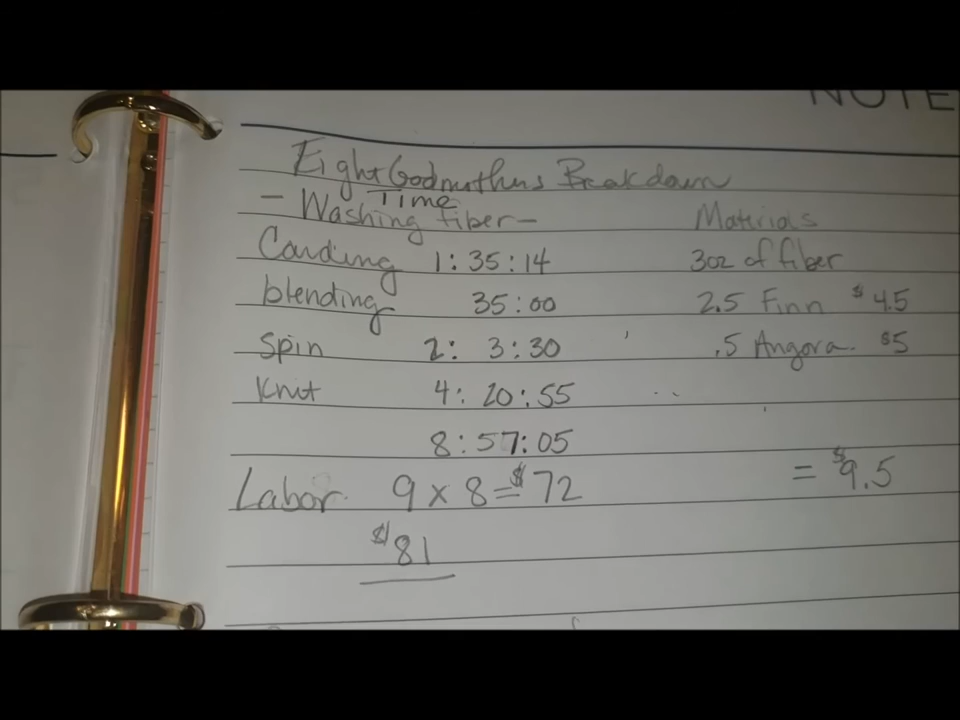 NOTE
Eight Godmuthers Breakdown
Time
- Washing fiber -
Materials
Carding 1:35:14
3oz of fiber
blending 35:00
2.5 Finn $4.5
Spin 2: 3:30
.5 Angora. $5
Knit 4: 20:55
8:57:05
Labor. 9 x 8 = $72
= $9.5
$81